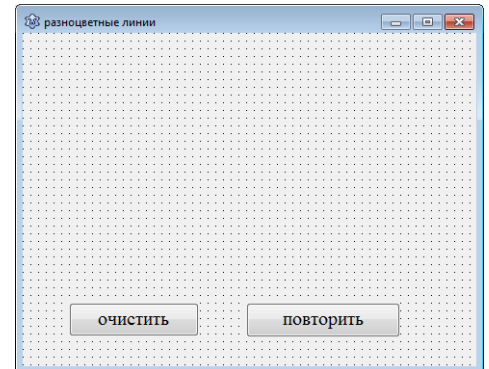 разноцветные линии
очистить
повторить